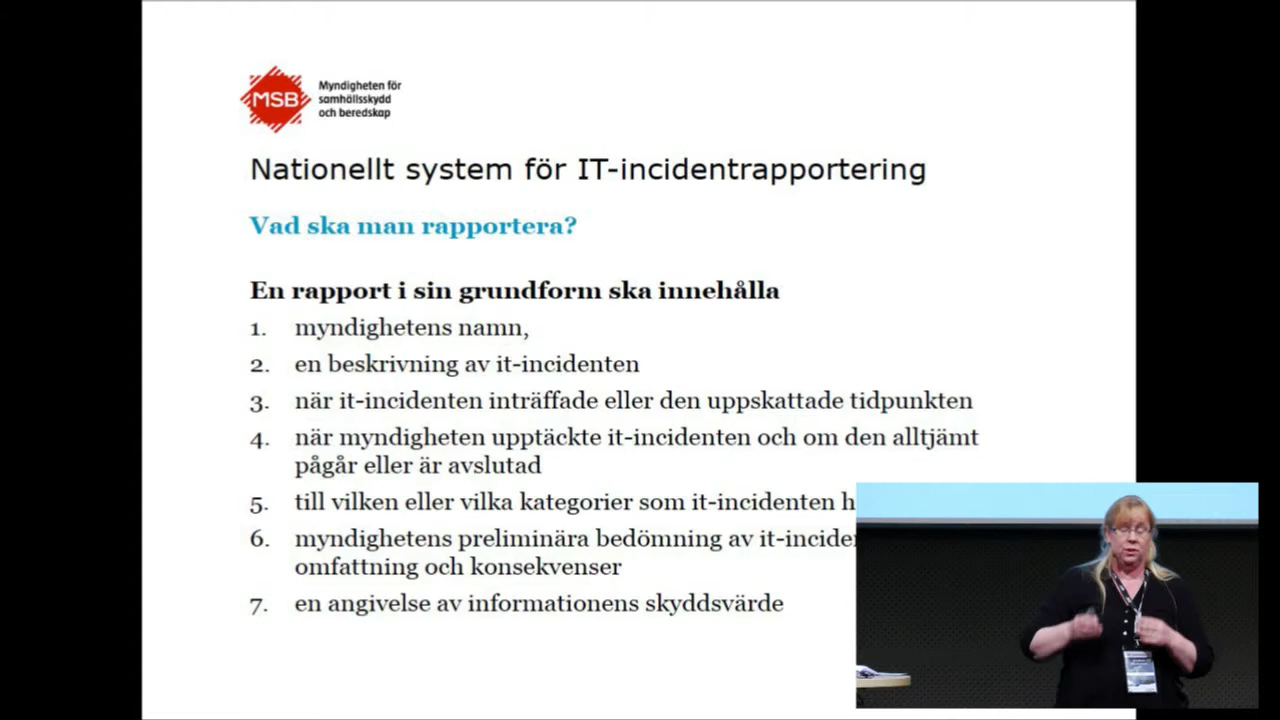 MSB
Myndigheten för
samhällsskydd
och beredskap
Nationellt system för IT-incidentrapportering
Vad ska man rapportera?
En rapport i sin grundform ska innehålla
1. myndighetens namn,
2. en beskrivning av it-incidenten
3. när it-incidenten inträffade eller den uppskattade tidpunkten
4. när myndigheten upptäckte it-incidenten och om den alltjämt
pågår eller är avslutad
5. till vilken eller vilka kategorier som it-incidenten
6. myndighetens preliminära bedömning av
omfattning och konsekvenser
7. en angivelse av informationens skyddsvärde